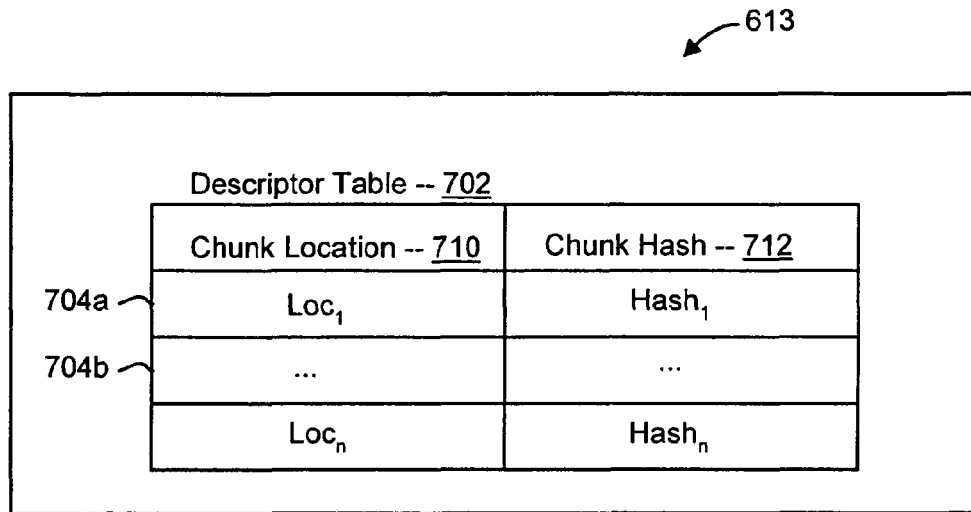 613
Descriptor Table -- 702
Chunk Location -- 710 Chunk Hash -- 712
704a Loc₁ Hash₁
704b ... ...
Locₙ Hashₙ